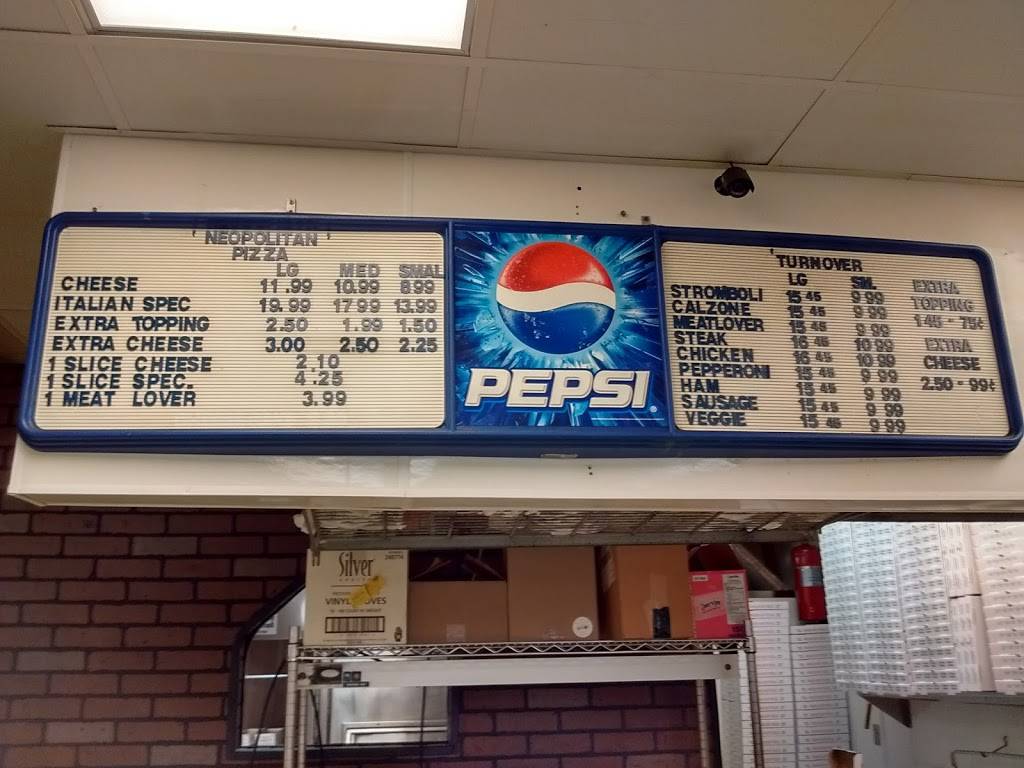 ' NEOPOLITAN '
PIZZA
LG MED SMAL
CHEESE 11.99 10.99 8.99
ITALIAN SPEC 19.99 17 99 13.99
EXTRA TOPPING 2.50 1.99 1.50
EXTRA CHEESE 3.00 2.50 2.25
1 SLICE CHEESE 2.10
1 SLICE SPEC. 4.25
1 MEAT LOVER 3.99
PEPSI
' TURNOVER
LG SM.
STROMBOLI 15 45 9 99
CALZONE 15 45 9 99
MEATLOVER 15 45 9 99
STEAK 16 45 10 99
CHICKEN 16 45 10 99
PEPPERONI 15 45 9 99
HAM 15 45 9 99
SAUSAGE 15 45 9 99
VEGGIE 15 45 9 99
EXTRA
TOPPING
1 45 - 75¢
EXTRA
CHEESE
2.50 - 99¢
Silver
VINYL GLOVES